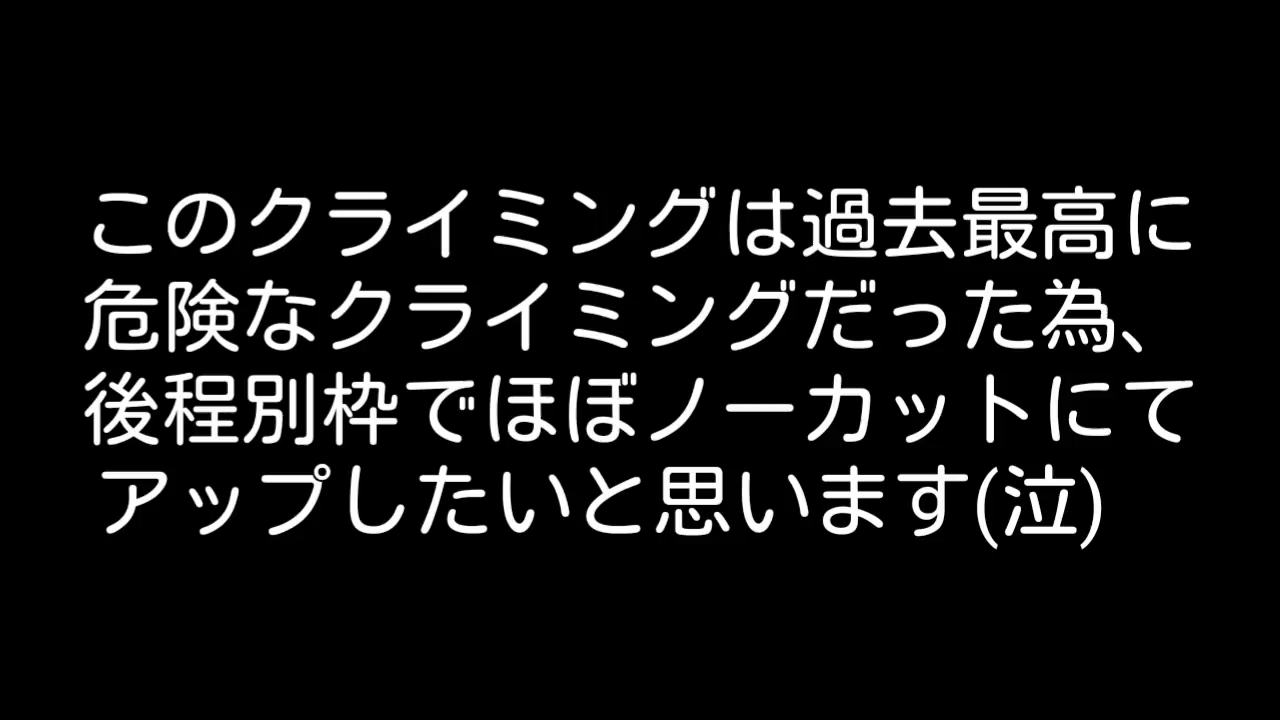 このクライミングは過去最高に
危険なクライミングだった為、
後程別枠でほぼノーカットにて
アップしたいと思います(泣)